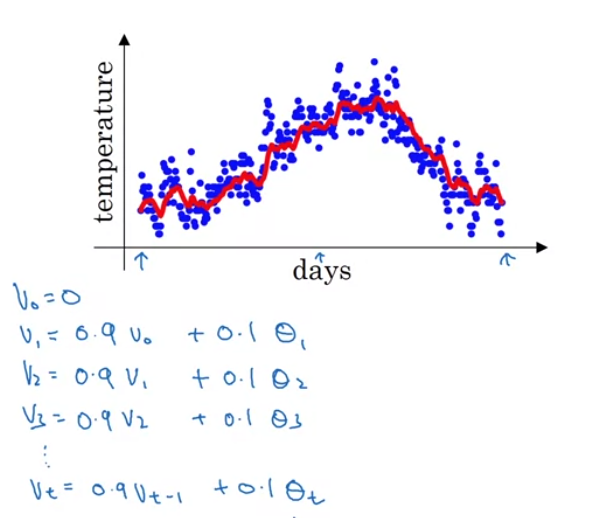 temperature
days
V₀ = 0
V₁ = 0.9 V₀ + 0.1 θ₁
V₂ = 0.9 V₁ + 0.1 θ₂
V₃ = 0.9 V₂ + 0.1 θ₃
⋮
Vt = 0.9 Vt-1 + 0.1 θt